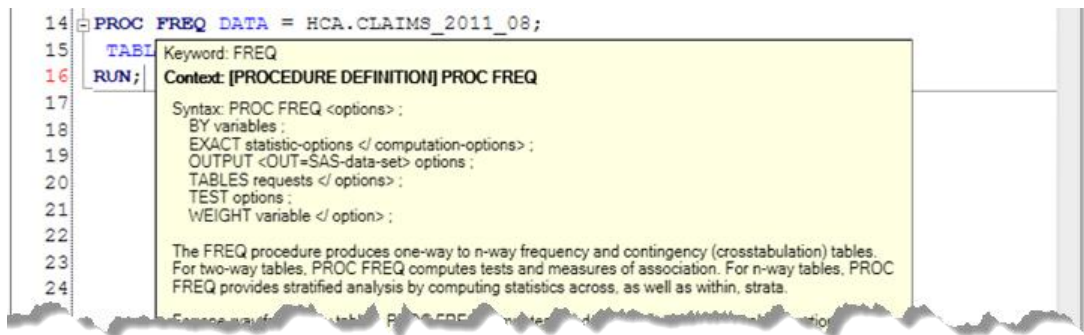 14 PROC FREQ DATA = HCA.CLAIMS_2011_08;
15 TABL
16 RUN;
17
18
19
20
21
22
23
24
Keyword: FREQ
Context: [PROCEDURE DEFINITION] PROC FREQ
Syntax: PROC FREQ <options> ;
BY variables ;
EXACT statistic-options </ computation-options> ;
OUTPUT <OUT=SAS-data-set> options ;
TABLES requests </ options> ;
TEST options ;
WEIGHT variable </ option> ;
The FREQ procedure produces one-way to n-way frequency and contingency (crosstabulation) tables.
For two-way tables, PROC FREQ computes tests and measures of association. For n-way tables, PROC
FREQ provides stratified analysis by computing statistics across, as well as within, strata.